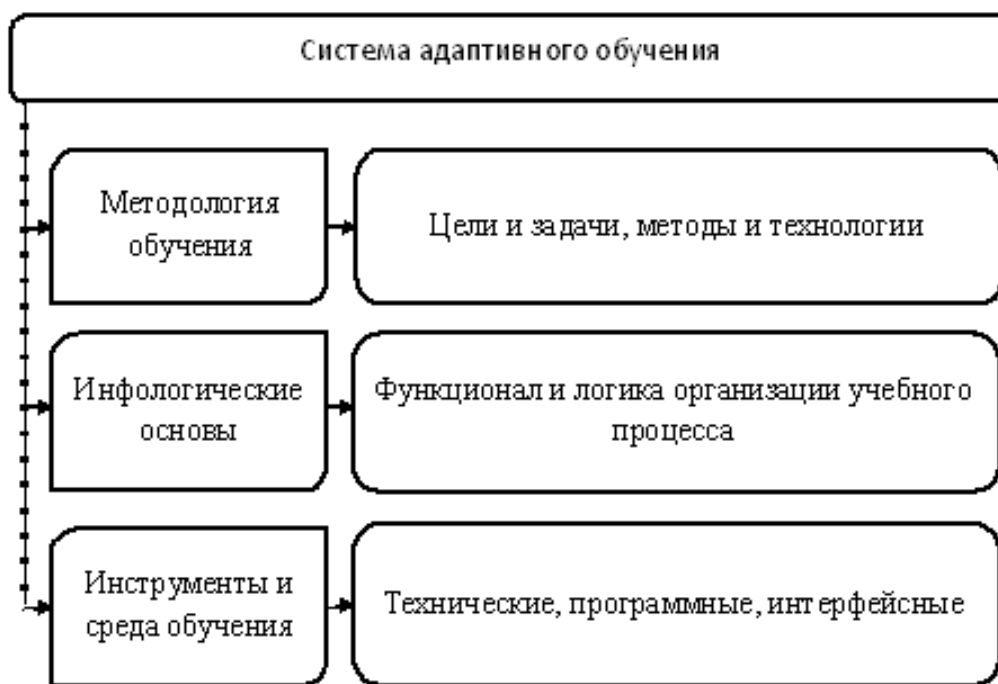 Система адаптивного обучения
Методология
обучения
Цели и задачи, методы и технологии
Инфологические
основы
Функционал и логика организации учебного
процесса
Инструменты и
среда обучения
Технические, программные, интерфейсные